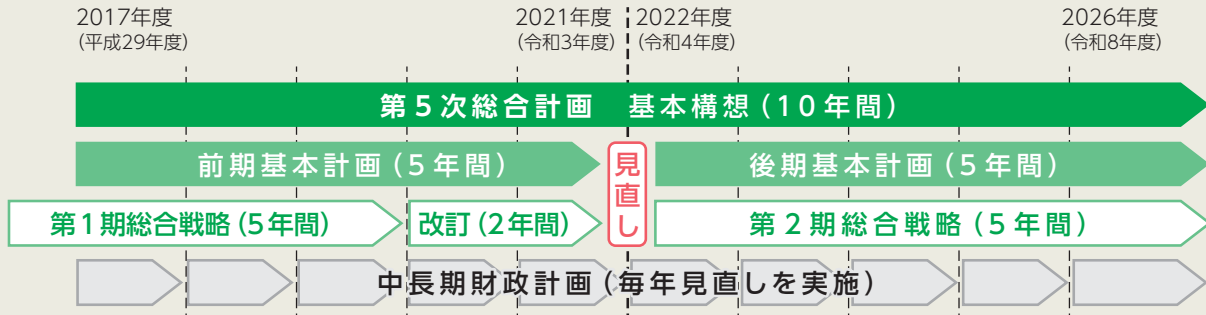 2017年度 2021年度 2022年度 2026年度
(平成29年度) (令和3年度) (令和4年度) (令和8年度)
第5次総合計画　基本構想(10年間)
前期基本計画(5年間) 後期基本計画(5年間)
見直し
第1期総合戦略(5年間) 改訂(2年間) 第2期総合戦略(5年間)
中長期財政計画(毎年見直しを実施)